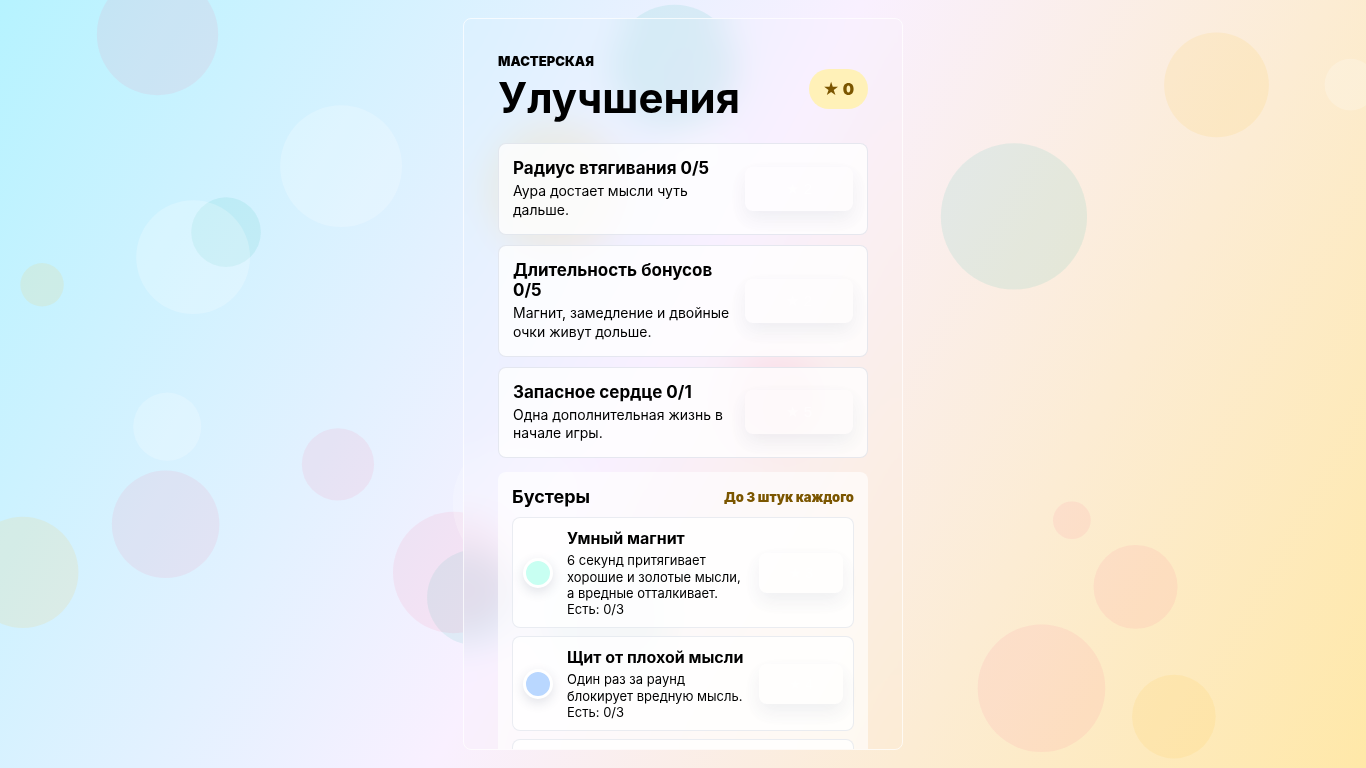 МАСТЕРСКАЯ
Улучшения
★ 0
Радиус втягивания 0/5
Аура достает мысли чуть
дальше.
Длительность бонусов
0/5
Магнит, замедление и двойные
очки живут дольше.
Запасное сердце 0/1
Одна дополнительная жизнь в
начале игры.
Бустеры
До 3 штук каждого
Умный магнит
6 секунд притягивает
хорошие и золотые мысли,
а вредные отталкивает.
Есть: 0/3
Щит от плохой мысли
Один раз за раунд
блокирует вредную мысль.
Есть: 0/3